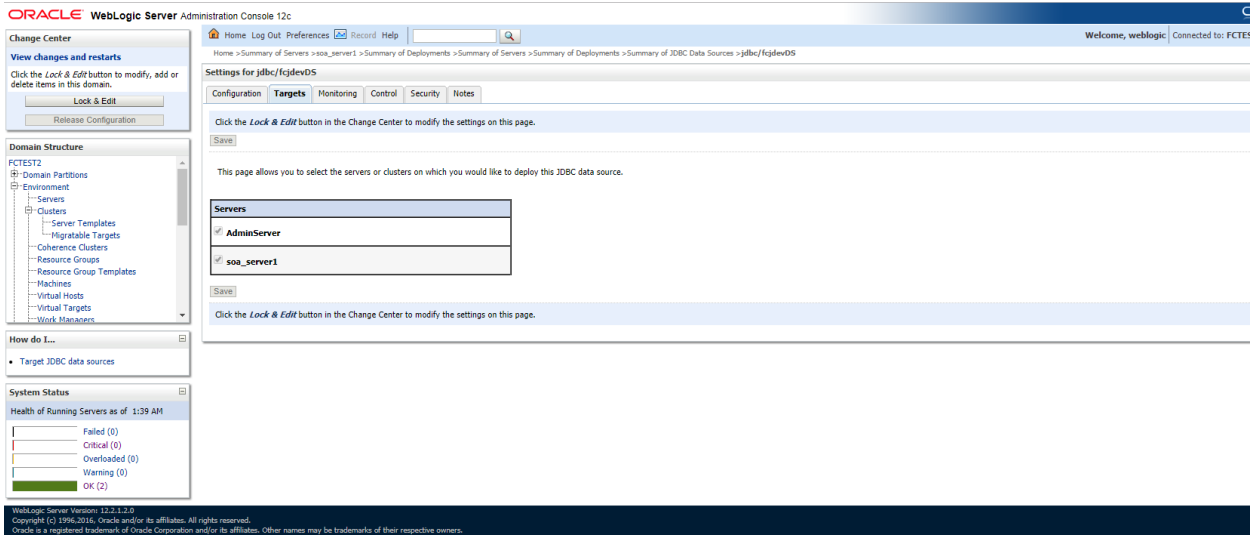 ORACLE WebLogic Server Administration Console 12c
Change Center
View changes and restarts
Click the Lock & Edit button to modify, add or
delete items in this domain.
Lock & Edit
Release Configuration
Domain Structure
FCTEST2
Domain Partitions
Environment
Servers
Clusters
Server Templates
Migratable Targets
Coherence Clusters
Resource Groups
Resource Group Templates
Machines
Virtual Hosts
Virtual Targets
Work Managers
How do I...
Target JDBC data sources
System Status
Health of Running Servers as of 1:39 AM
Failed (0)
Critical (0)
Overloaded (0)
Warning (0)
OK (2)
Home Log Out Preferences Record Help
Welcome, weblogic Connected to: FCTES
Home >Summary of Servers >soa_server1 >Summary of Deployments >Summary of Servers >Summary of Deployments >Summary of JDBC Data Sources >jdbc/fcjdevDS
Settings for jdbc/fcjdevDS
Configuration Targets Monitoring Control Security Notes
Click the Lock & Edit button in the Change Center to modify the settings on this page.
Save
This page allows you to select the servers or clusters on which you would like to deploy this JDBC data source.
Servers
AdminServer
soa_server1
Save
Click the Lock & Edit button in the Change Center to modify the settings on this page.
WebLogic Server Version: 12.2.1.2.0
Copyright (c) 1996,2016, Oracle and/or its affiliates. All rights reserved.
Oracle is a registered trademark of Oracle Corporation and/or its affiliates. Other names may be trademarks of their respective owners.